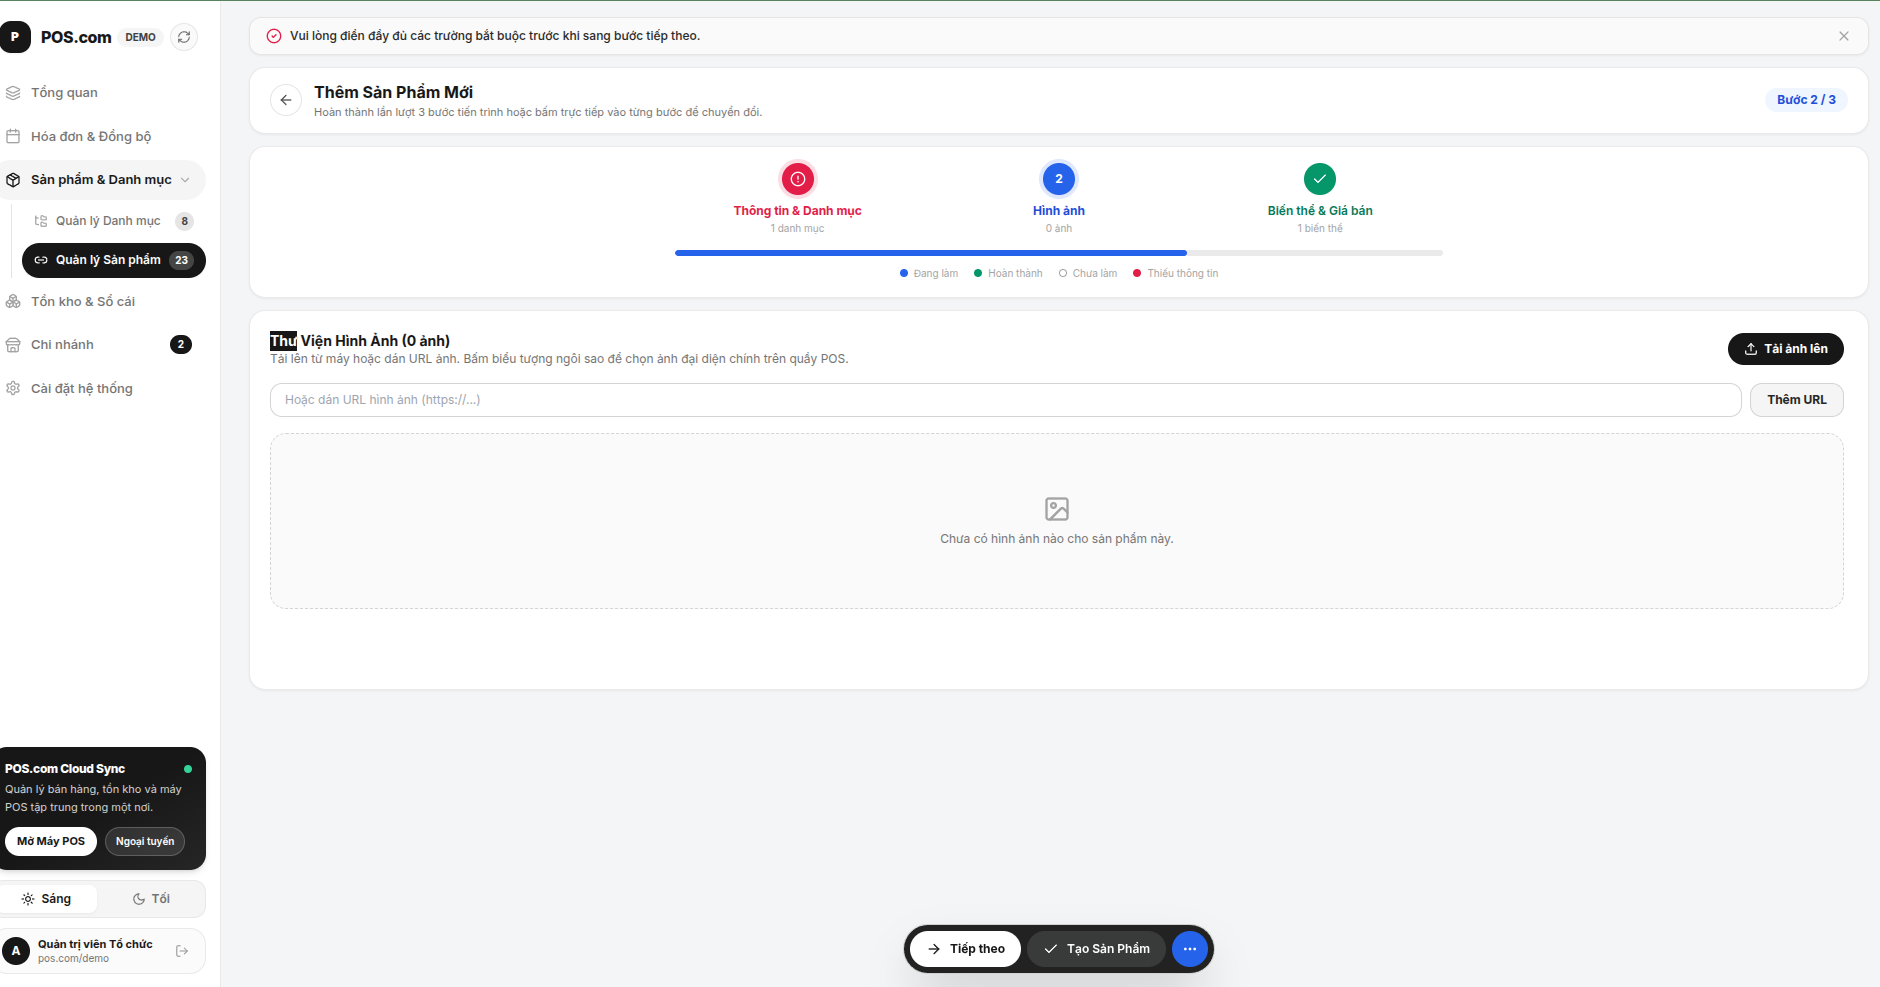 P
POS.com
DEMO
Tổng quan
Hóa đơn & Đồng bộ
Sản phẩm & Danh mục
Quản lý Danh mục
8
Quản lý Sản phẩm
23
Tồn kho & Sổ cái
Chi nhánh
2
Cài đặt hệ thống
POS.com Cloud Sync
Quản lý bán hàng, tồn kho và máy
POS tập trung trong một nơi.
Mở Máy POS
Ngoại tuyến
Sáng
Tối
A
Quản trị viên Tổ chức
pos.com/demo
Vui lòng điền đầy đủ các trường bắt buộc trước khi sang bước tiếp theo.
Thêm Sản Phẩm Mới
Hoàn thành lần lượt 3 bước tiến trình hoặc bấm trực tiếp vào từng bước để chuyển đổi.
Bước 2 / 3
Thông tin & Danh mục
1 danh mục
2
Hình ảnh
0 ảnh
Biến thể & Giá bán
1 biến thể
Đang làm
Hoàn thành
Chưa làm
Thiếu thông tin
Thư Viện Hình Ảnh (0 ảnh)
Tải lên từ máy hoặc dán URL ảnh. Bấm biểu tượng ngôi sao để chọn ảnh đại diện chính trên quầy POS.
Tải ảnh lên
Hoặc dán URL hình ảnh (https://...)
Thêm URL
Chưa có hình ảnh nào cho sản phẩm này.
Tiếp theo
Tạo Sản Phẩm